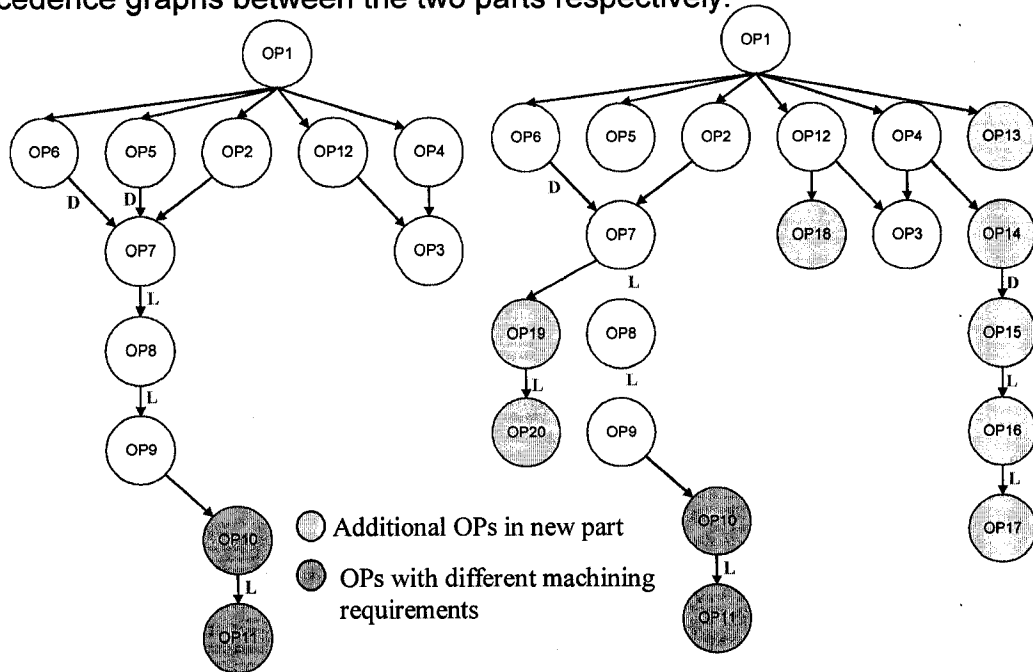 cedence graphs between the two parts respectively.
OP1
OP6 OP5 OP2 OP12 OP4
D D
OP7 OP3
L
OP8
L
OP9
OP10
L
OP11
OP1
OP6 OP5 OP2 OP12 OP4 OP13
D
OP7 OP18 OP3 OP14
L D
OP19 OP8 OP15
L L L
OP20 OP9 OP16
L
OP10 OP17
L
OP11
Additional OPs in new part
OPs with different machining
requirements